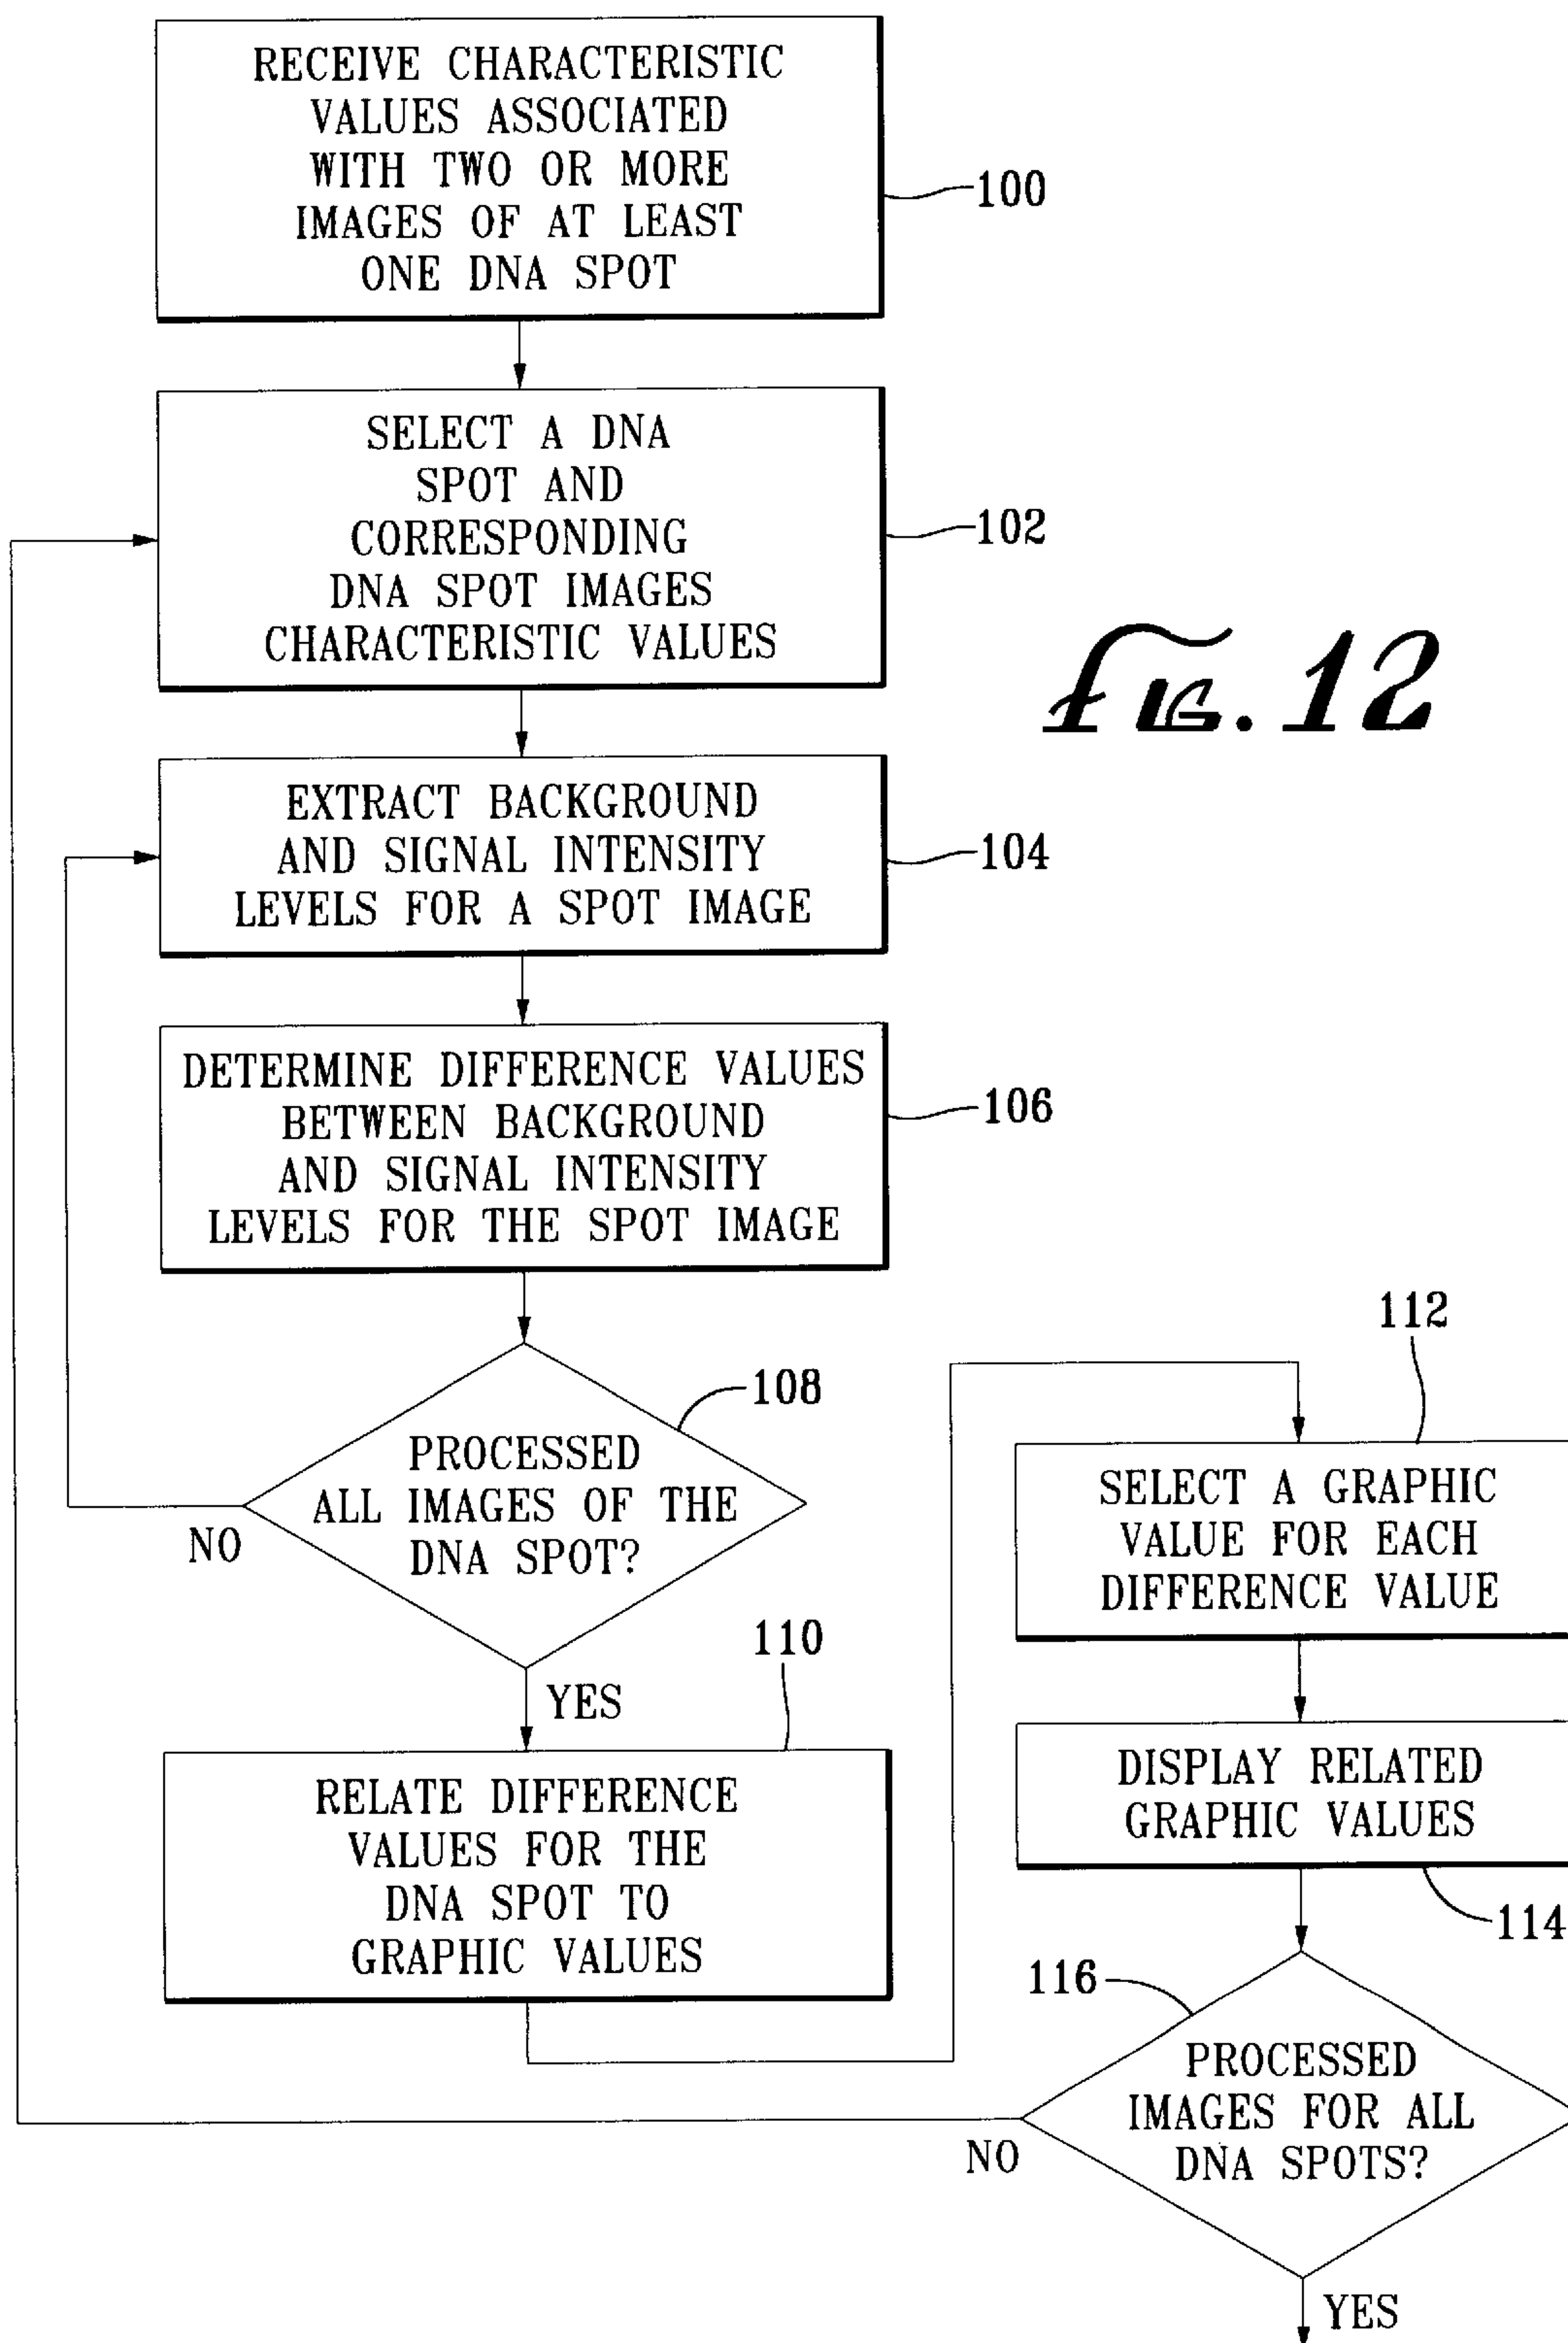 RECEIVE CHARACTERISTIC
VALUES ASSOCIATED
WITH TWO OR MORE
IMAGES OF AT LEAST
ONE DNA SPOT
100
SELECT A DNA
SPOT AND
CORRESPONDING
DNA SPOT IMAGES
CHARACTERISTIC VALUES
102
FIG. 12
EXTRACT BACKGROUND
AND SIGNAL INTENSITY
LEVELS FOR A SPOT IMAGE
104
DETERMINE DIFFERENCE VALUES
BETWEEN BACKGROUND
AND SIGNAL INTENSITY
LEVELS FOR THE SPOT IMAGE
106
PROCESSED
ALL IMAGES OF THE
DNA SPOT?
108
NO
YES
110
RELATE DIFFERENCE
VALUES FOR THE
DNA SPOT TO
GRAPHIC VALUES
112
SELECT A GRAPHIC
VALUE FOR EACH
DIFFERENCE VALUE
DISPLAY RELATED
GRAPHIC VALUES
114
116
PROCESSED
IMAGES FOR ALL
DNA SPOTS?
NO
YES